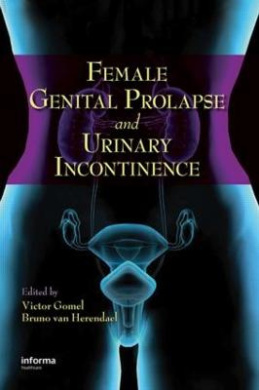 FEMALE
GENITAL PROLAPSE
and
URINARY
INCONTINENCE
Edited by
Victor Gomel
Bruno van Herendael
informa
healthcare